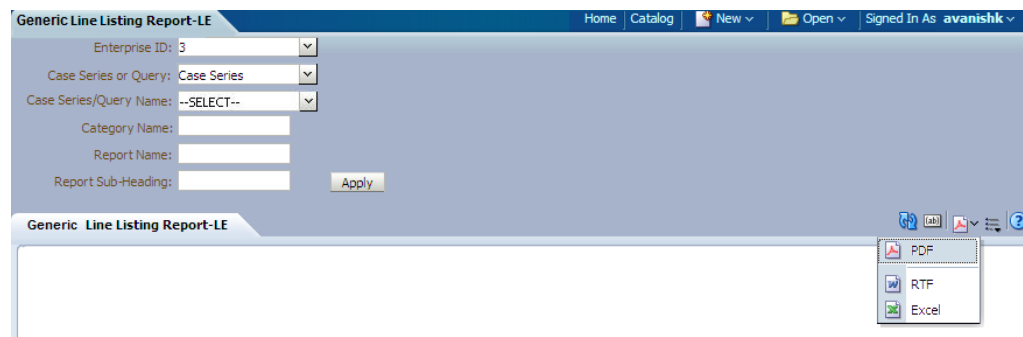 Generic Line Listing Report-LE Home Catalog New Open Signed In As avanishk
Enterprise ID: 3
Case Series or Query: Case Series
Case Series/Query Name: --SELECT--
Category Name:
Report Name:
Report Sub-Heading: Apply
Generic Line Listing Report-LE
PDF
RTF
Excel